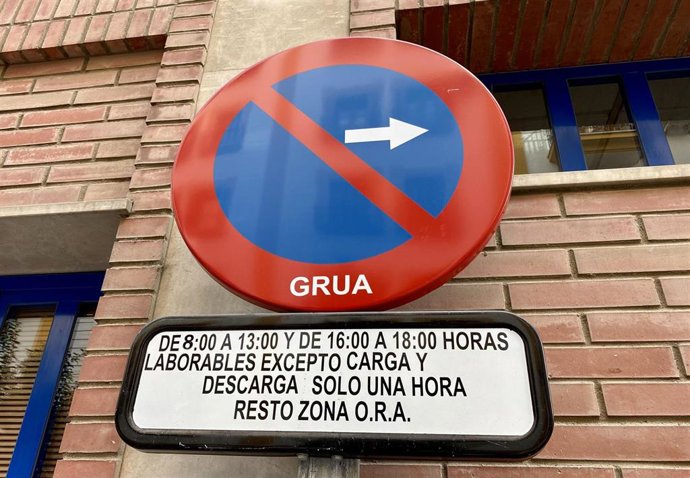 GRUA
DE 8:00 A 13:00 Y DE 16:00 A 18:00 HORAS
LABORABLES EXCEPTO CARGA Y
DESCARGA SOLO UNA HORA
RESTO ZONA O.R.A.